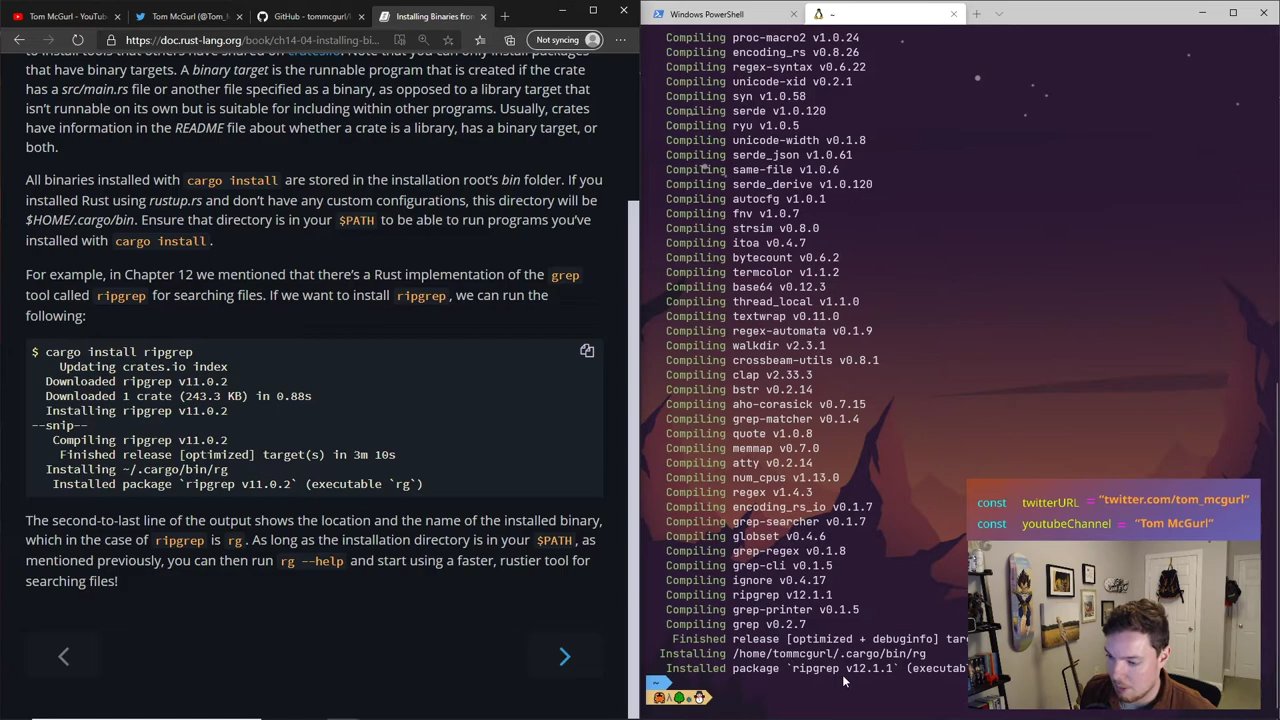 Tom McGurl - YouTu
Tom McGurl (@Tom_M
GitHub - tommcgurl/
Installing Binaries from
https://doc.rust-lang.org/book/ch14-04-installing-bi...
Not syncing
that have binary targets. A binary target is the runnable program that is created if the crate
has a src/main.rs file or another file specified as a binary, as opposed to a library target that
isn't runnable on its own but is suitable for including within other programs. Usually, crates
have information in the README file about whether a crate is a library, has a binary target, or
both.
All binaries installed with cargo install are stored in the installation root's bin folder. If you
installed Rust using rustup.rs and don't have any custom configurations, this directory will be
$HOME/.cargo/bin. Ensure that directory is in your $PATH to be able to run programs you've
installed with cargo install.
For example, in Chapter 12 we mentioned that there's a Rust implementation of the grep
tool called ripgrep for searching files. If we want to install ripgrep, we can run the
following:
$ cargo install ripgrep
Updating crates.io index
Downloaded ripgrep v11.0.2
Downloaded 1 crate (243.3 KB) in 0.88s
Installing ripgrep v11.0.2
--snip--
Compiling ripgrep v11.0.2
Finished release [optimized] target(s) in 3m 10s
Installing ~/.cargo/bin/rg
Installed package `ripgrep v11.0.2` (executable `rg`)
The second-to-last line of the output shows the location and the name of the installed binary,
which in the case of ripgrep is rg. As long as the installation directory is in your $PATH, as
mentioned previously, you can then run rg --help and start using a faster, rustier tool for
searching files!
Windows PowerShell
~
Compiling proc-macro2 v1.0.24
Compiling encoding_rs v0.8.26
Compiling regex-syntax v0.6.22
Compiling unicode-xid v0.2.1
Compiling syn v1.0.58
Compiling serde v1.0.120
Compiling ryu v1.0.5
Compiling unicode-width v0.1.8
Compiling serde_json v1.0.61
Compiling same-file v1.0.6
Compiling serde_derive v1.0.120
Compiling autocfg v1.0.1
Compiling fnv v1.0.7
Compiling strsim v0.8.0
Compiling itoa v0.4.7
Compiling bytecount v0.6.2
Compiling termcolor v1.1.2
Compiling base64 v0.12.3
Compiling thread_local v1.1.0
Compiling textwrap v0.11.0
Compiling regex-automata v0.1.9
Compiling walkdir v2.3.1
Compiling crossbeam-utils v0.8.1
Compiling clap v2.33.3
Compiling bstr v0.2.14
Compiling aho-corasick v0.7.15
Compiling grep-matcher v0.1.4
Compiling quote v1.0.8
Compiling memmap v0.7.0
Compiling atty v0.2.14
Compiling num_cpus v1.13.0
Compiling regex v1.4.3
Compiling encoding_rs_io v0.1.7
Compiling grep-searcher v0.1.7
Compiling globset v0.4.6
Compiling grep-regex v0.1.8
Compiling grep-cli v0.1.5
Compiling ignore v0.4.17
Compiling ripgrep v12.1.1
Compiling grep-printer v0.1.5
Compiling grep v0.2.7
Finished release [optimized + debuginfo] tar
Installing /home/tommcgurl/.cargo/bin/rg
Installed package `ripgrep v12.1.1` (executab
~
const twitterURL = "twitter.com/tom_mcgurl"
const youtubeChannel = "Tom McGurl"